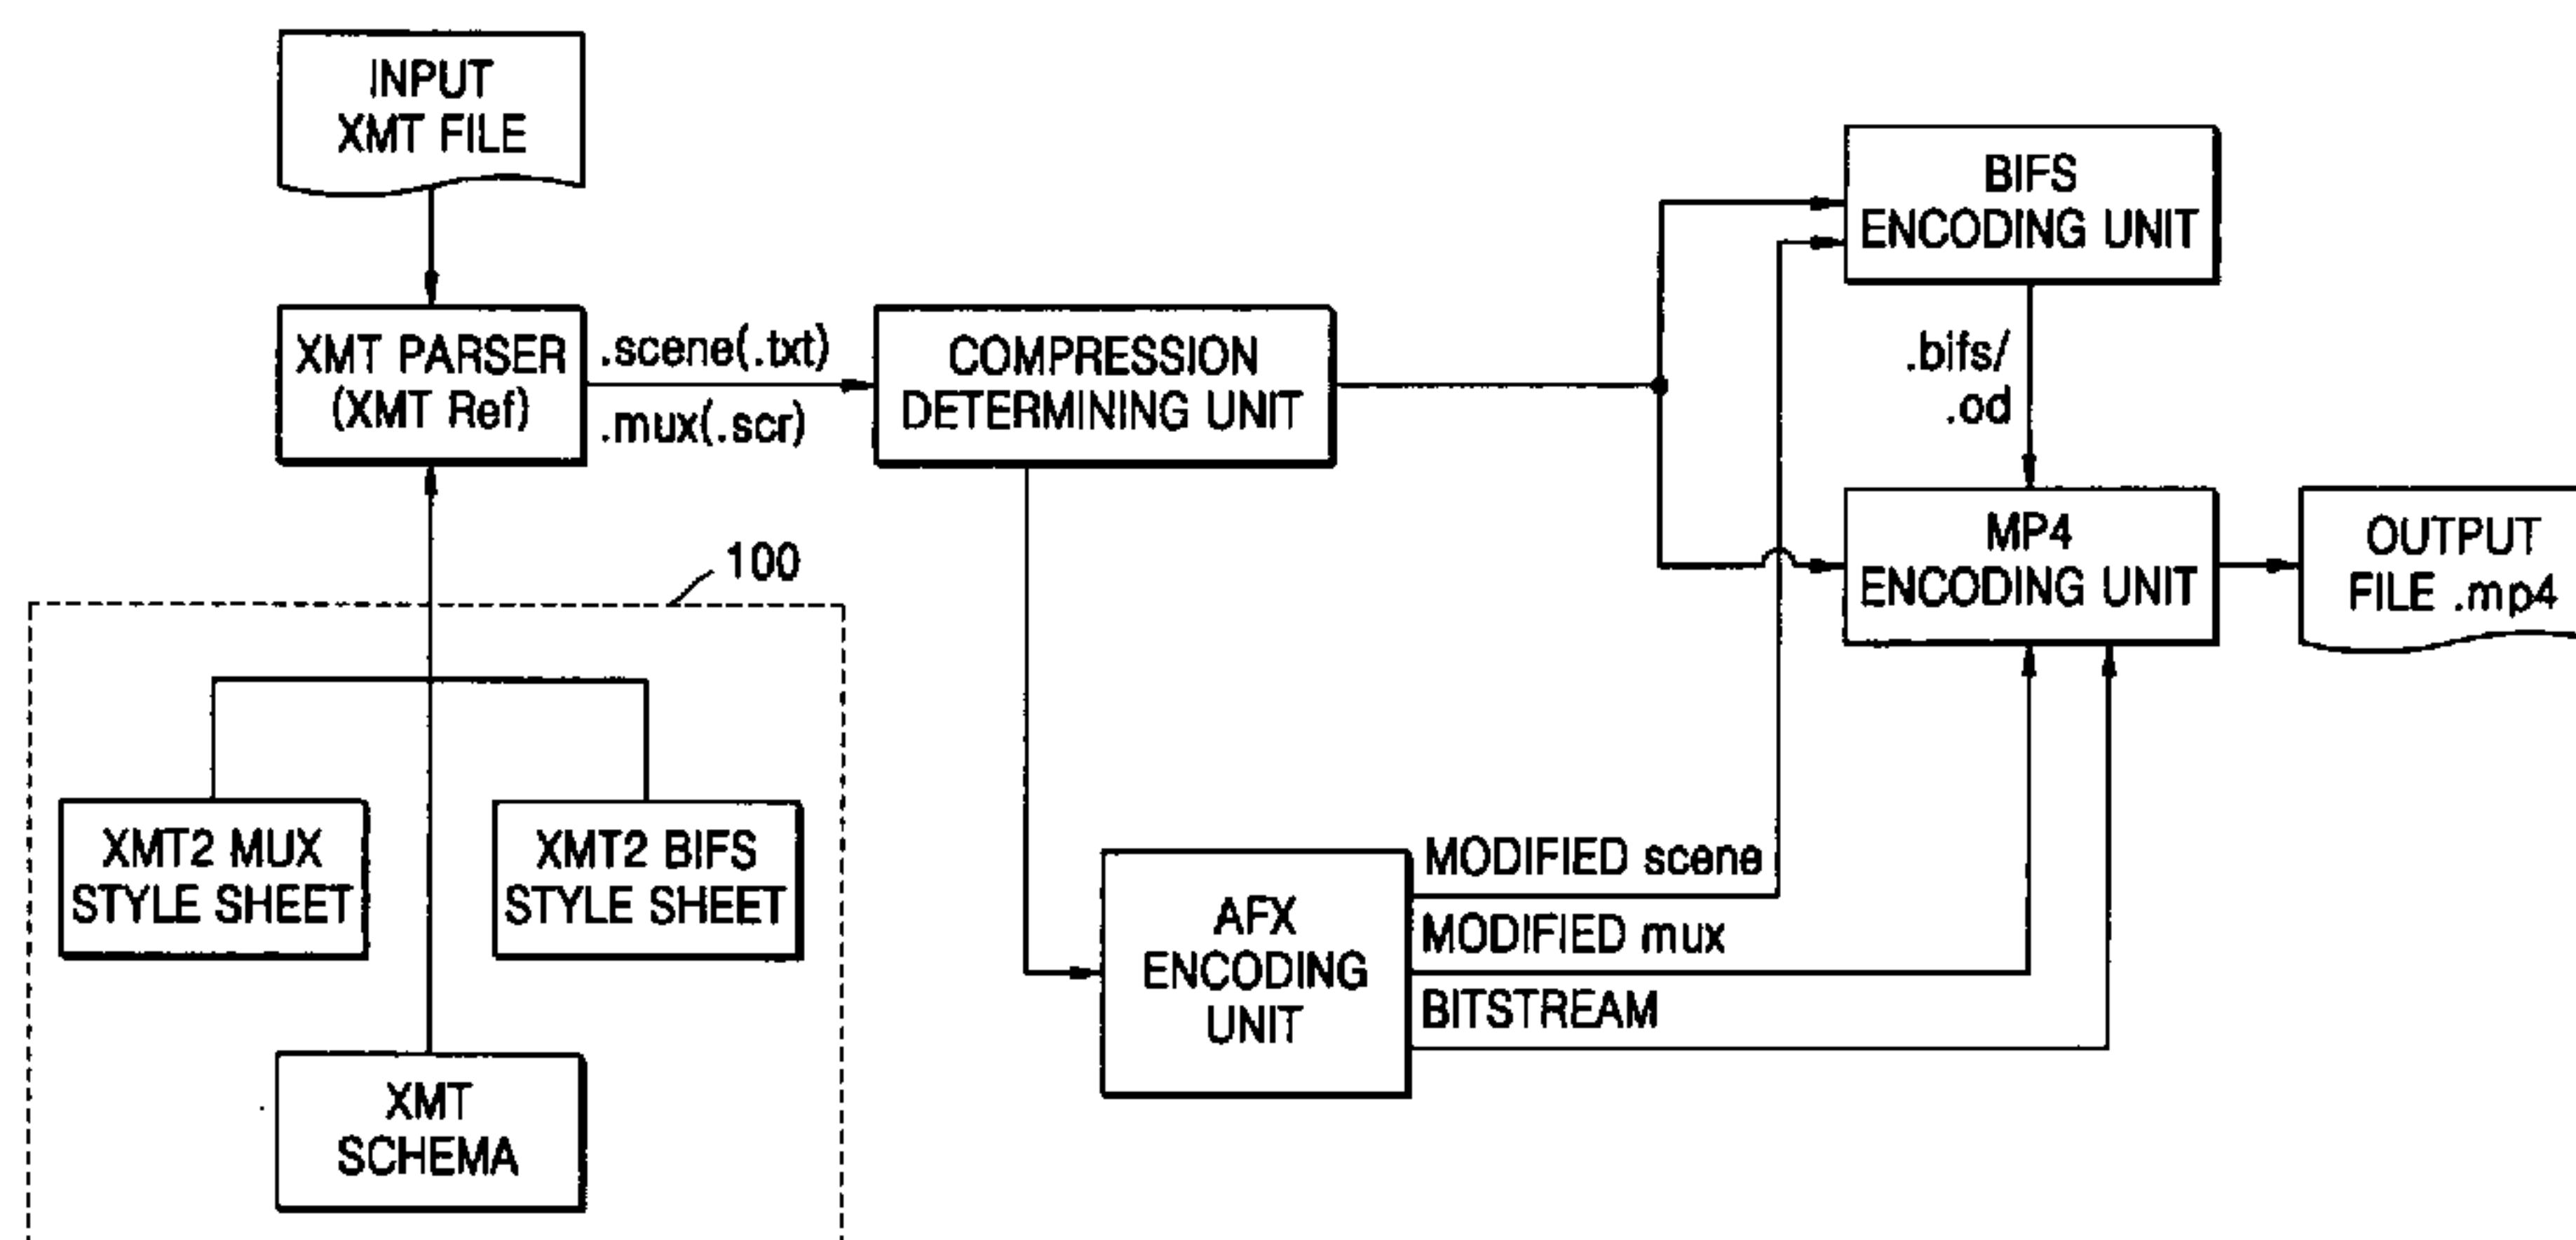 INPUT
XMT FILE
XMT PARSER
(XMT Ref)
.scene(.txt)
.mux(.scr)
COMPRESSION
DETERMINING UNIT
BIFS
ENCODING UNIT
.bifs/
.od
MP4
ENCODING UNIT
OUTPUT
FILE .mp4
100
XMT2 MUX
STYLE SHEET
XMT2 BIFS
STYLE SHEET
XMT
SCHEMA
AFX
ENCODING
UNIT
MODIFIED scene
MODIFIED mux
BITSTREAM